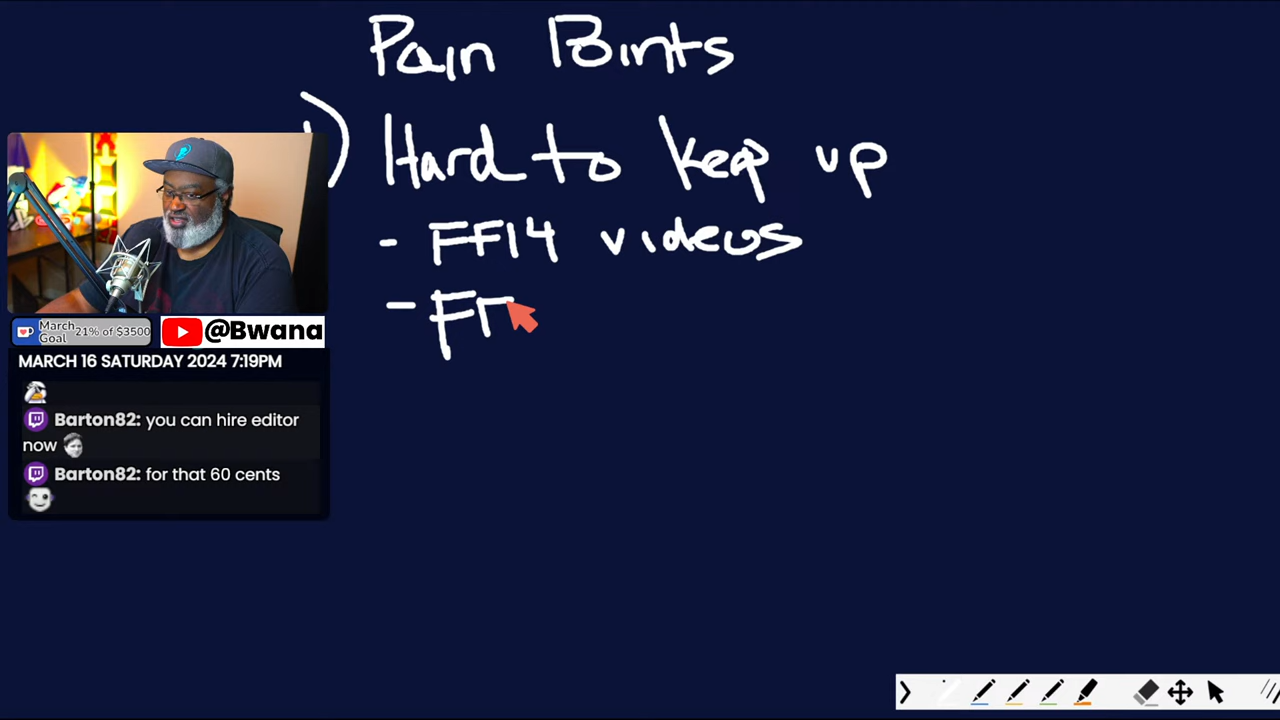 Pain Points
1) Hard to keep up
- FF14 videos
- FF
March Goal 21% of $3500
@Bwana
MARCH 16 SATURDAY 2024 7:19PM
Barton82: you can hire editor
now
Barton82: for that 60 cents